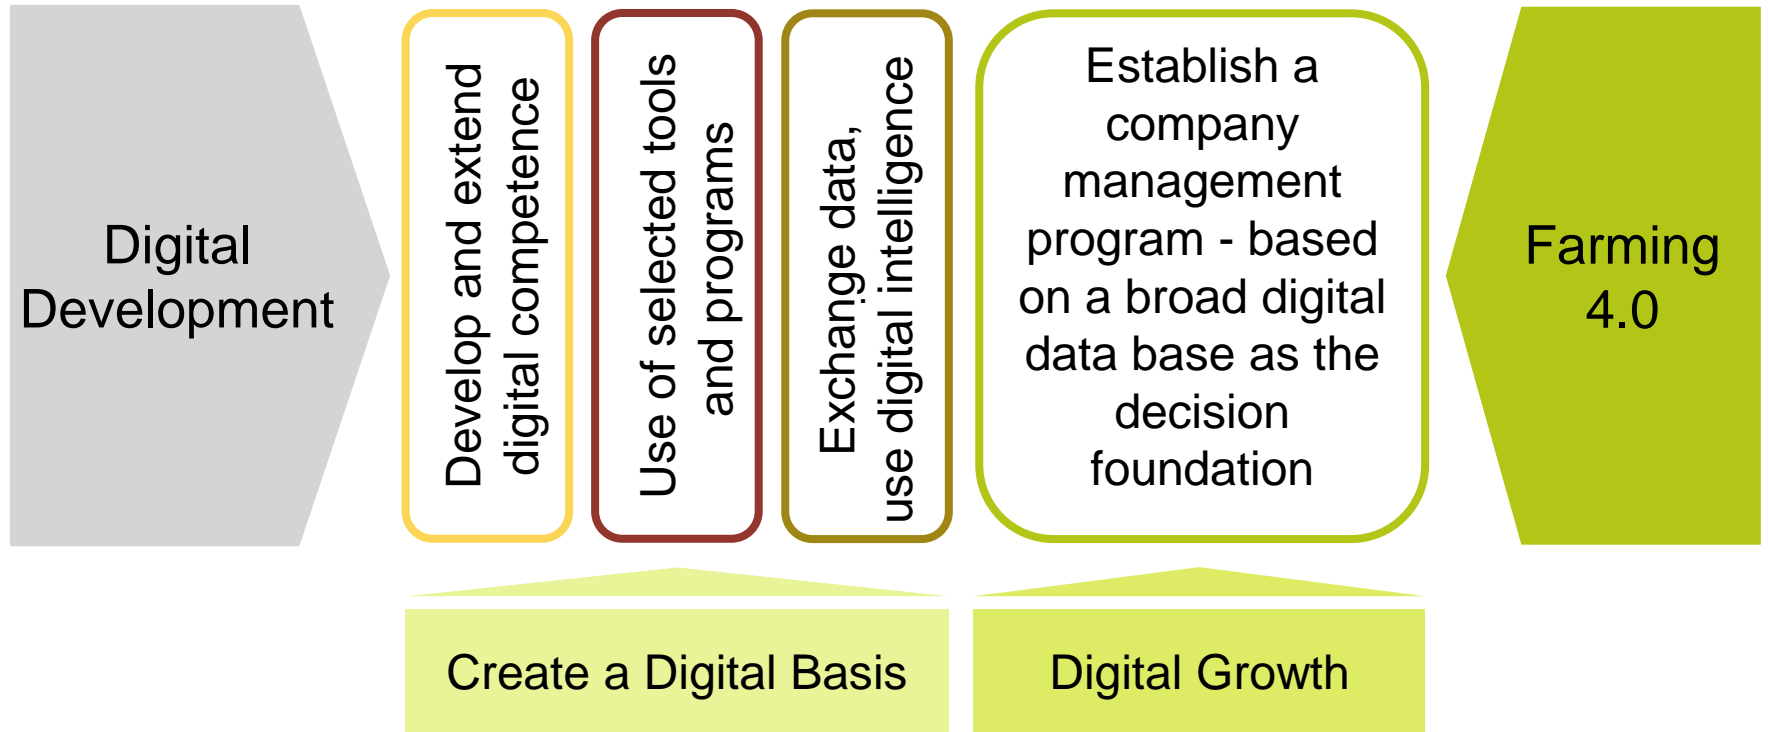 Digital
Development
Develop and extend
digital competence
Use of selected tools
and programs
Exchange data,
use digital intelligence
Establish a
company
management
program - based
on a broad digital
data base as the
decision
foundation
Farming
4.0
Create a Digital Basis
Digital Growth